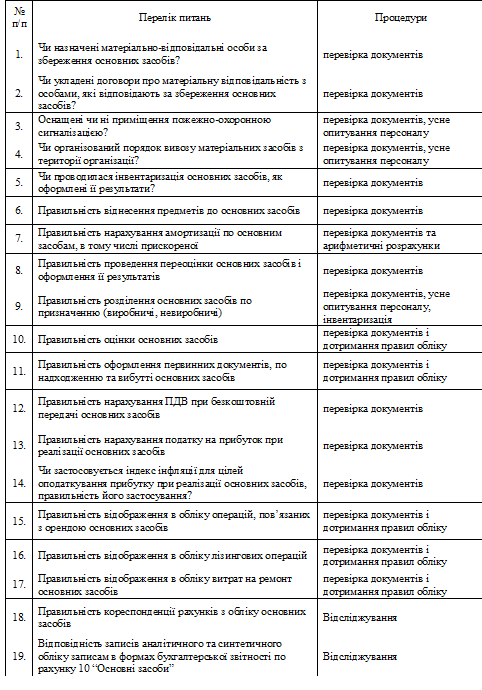 №
п/п
Перелік питань
Процедури
1.
Чи назначені матеріально-відповідальні особи за
збереження основних засобів?
перевірка документів
2.
Чи укладені договори про матеріальну відповідальність з
особами, які відповідають за збереження основних
засобів?
перевірка документів
3.
Оснащені чи ні приміщення пожежно-охоронною
сигналізацією?
перевірка документів, усне
опитування персоналу
4.
Чи організований порядок вивозу матеріальних засобів з
території організації?
перевірка документів, усне
опитування персоналу
5.
Чи проводилася інвентаризація основних засобів, як
оформлені її результати?
перевірка документів
6.
Правильність віднесення предметів до основних засобів
перевірка документів
7.
Правильність нарахування амортизації по основним
засобам, в тому числі прискореної
перевірка документів та
арифметичні розрахунки
8.
Правильність проведення переоцінки основних засобів і
оформлення її результатів
перевірка документів
9.
Правильність розділення основних засобів по
призначенню (виробничі, невиробничі)
перевірка документів, усне
опитування персоналу,
інвентаризація
10.
Правильність оцінки основних засобів
перевірка документів і
дотримання правил обліку
11.
Правильність оформлення первинних документів, по
надходженню та вибутті основних засобів
перевірка документів і
дотримання правил обліку
12.
Правильність нарахування ПДВ при безкоштовній
передачі основних засобів
перевірка документів
13.
Правильність нарахування податку на прибуток при
реалізації основних засобів
перевірка документів
14.
Чи застосовується індекс інфляції для цілей
оподаткування прибутку при реалізації основних засобів,
правильність його застосування?
перевірка документів
15.
Правильність відображення в обліку операцій, пов’язаних
з орендою основних засобів
перевірка документів і
дотримання правил обліку
16.
Правильність відображення в обліку лізингових операцій
перевірка документів і
дотримання правил обліку
17.
Правильність відображення в обліку витрат на ремонт
основних засобів
перевірка документів і
дотримання правил обліку
18.
Правильність кореспонденції рахунків з обліку основних
засобів
Відсліджування
19.
Відповідність записів аналітичного та синтетичного
обліку записам в формах бухгалтерської звітності по
рахунку 10 “Основні засоби”
Відсліджування